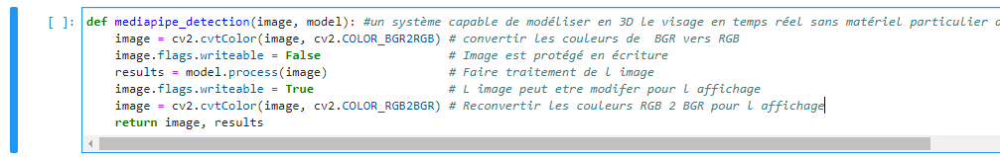 [ ]: def mediapipe_detection(image, model): #un système capable de modéliser en 3D le visage en temps réel sans matériel particulier
image = cv2.cvtColor(image, cv2.COLOR_BGR2RGB) # convertir les couleurs de  BGR vers RGB
image.flags.writeable = False # Image est protégé en écriture
results = model.process(image) # Faire traitement de l image
image.flags.writeable = True # L image peut etre modifer pour l affichage
image = cv2.cvtColor(image, cv2.COLOR_RGB2BGR) # Reconvertir les couleurs RGB 2 BGR pour l affichage
return image, results